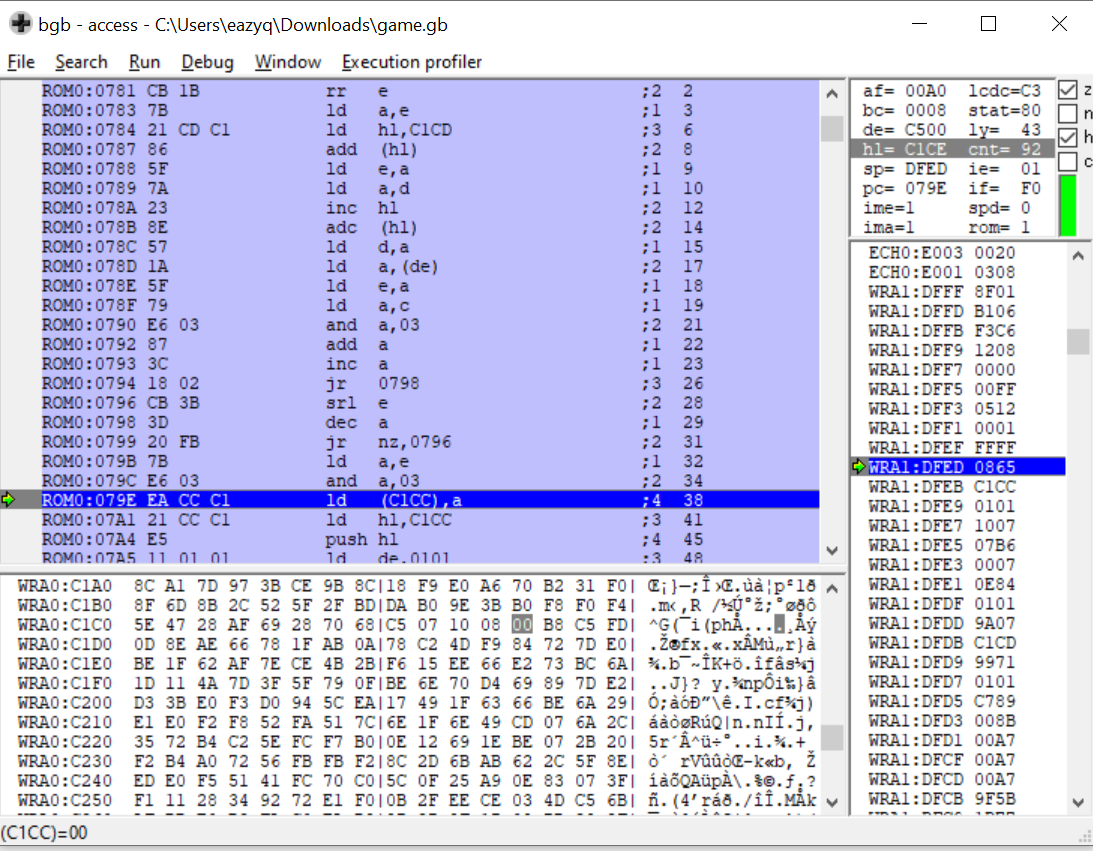 bgb - access - C:\Users\eazyq\Downloads\game.gb
File Search Run Debug Window Execution profiler
ROM0:0781 CB 1B rr e ;2 2
ROM0:0783 7B ld a,e ;1 3
ROM0:0784 21 CD C1 ld hl,C1CD ;3 6
ROM0:0787 86 add (hl) ;2 8
ROM0:0788 5F ld e,a ;1 9
ROM0:0789 7A ld a,d ;1 10
ROM0:078A 23 inc hl ;2 12
ROM0:078B 8E adc (hl) ;2 14
ROM0:078C 57 ld d,a ;1 15
ROM0:078D 1A ld a,(de) ;2 17
ROM0:078E 5F ld e,a ;1 18
ROM0:078F 79 ld a,c ;1 19
ROM0:0790 E6 03 and a,03 ;2 21
ROM0:0792 87 add a ;1 22
ROM0:0793 3C inc a ;1 23
ROM0:0794 18 02 jr 0798 ;3 26
ROM0:0796 CB 3B srl e ;2 28
ROM0:0798 3D dec a ;1 29
ROM0:0799 20 FB jr nz,0796 ;2 31
ROM0:079B 7B ld a,e ;1 32
ROM0:079C E6 03 and a,03 ;2 34
ROM0:079E EA CC C1 ld (C1CC),a ;4 38
ROM0:07A1 21 CC C1 ld hl,C1CC ;3 41
ROM0:07A4 E5 push hl ;4 45
ROM0:07A5 11 01 01 ld de,0101 ;3 48
af= 00A0 lcdc=C3
bc= 0008 stat=80
de= C500 ly= 43
hl= C1CE cnt= 92
sp= DFED ie= 01
pc= 079E if= F0
ime=1 spd= 0
ima=1 rom= 1
z
n
h
c
ECH0:E003 0020
ECH0:E001 0308
WRA1:DFFF 8F01
WRA1:DFFD B106
WRA1:DFFB F3C6
WRA1:DFF9 1208
WRA1:DFF7 0000
WRA1:DFF5 00FF
WRA1:DFF3 0512
WRA1:DFF1 0001
WRA1:DFEF FFFF
WRA1:DFED 0865
WRA1:DFEB C1CC
WRA1:DFE9 0101
WRA1:DFE7 1007
WRA1:DFE5 07B6
WRA1:DFE3 0007
WRA1:DFE1 0E84
WRA1:DFDF 0101
WRA1:DFDD 9A07
WRA1:DFDB C1CD
WRA1:DFD9 9971
WRA1:DFD7 0101
WRA1:DFD5 C789
WRA1:DFD3 008B
WRA1:DFD1 00A7
WRA1:DFCF 00A7
WRA1:DFCD 00A7
WRA1:DFCB 9F5B
WRA0:C1A0 8C A1 7D 97 3B CE 9B 8C|18 F9 E0 A6 70 B2 31 F0| Œ¡}—;Î›Œ.ùà¦p²1ð
WRA0:C1B0 8F 6D 8B 2C 52 5F 2F BD|DA B0 9E 3B B0 F8 F0 F4| .m‹,R_/½Ú°ž;°øðô
WRA0:C1C0 5E 47 28 AF 69 28 70 68|C5 07 10 08 00 B8 C5 FD| ^G(¯i(phÅ....¸Åý
WRA0:C1D0 0D 8E AE 66 78 1F AB 0A|78 C2 4D F9 84 72 7D E0| .Ž®fx.«.xÂMù„r}à
WRA0:C1E0 BE 1F 62 AF 7E CE 4B 2B|F6 15 EE 66 E2 73 BC 6A| ¾.b¯~ÎK+ö.îfâs¼j
WRA0:C1F0 1D 11 4A 7D 3F 5F 79 0F|BE 6E 70 D4 69 89 7D E2| ..J}?_y.¾npÔi‰}â
WRA0:C200 D3 3B E0 F3 D0 94 5C EA|17 49 1F 63 66 BE 6A 29| Ó;àóÐ”\ê.I.cf¾j)
WRA0:C210 E1 E0 F2 F8 52 FA 51 7C|6E 1F 6E 49 CD 07 6A 2C| áàòøRúQ|n.nIÍ.j,
WRA0:C220 35 72 B4 C2 5E FC F7 B0|0E 12 69 1E BE 07 2B 20| 5r´Â^ü÷°..i.¾.+
WRA0:C230 F2 B4 A0 72 56 FB FB F2|8C 2D 6B AB 62 2C 5F 8E| ò´ rVûûòŒ-k«b,_Ž
WRA0:C240 ED E0 F5 51 41 FC 70 C0|5C 0F 25 A9 0E 83 07 3F| íàõQAüpÀ\.%©.ƒ.?
WRA0:C250 F1 11 28 34 92 72 E1 F0|0B 2F EE CE 03 4D C5 6B| ñ.(4’ráð./îÎ.MÅk
(C1CC)=00